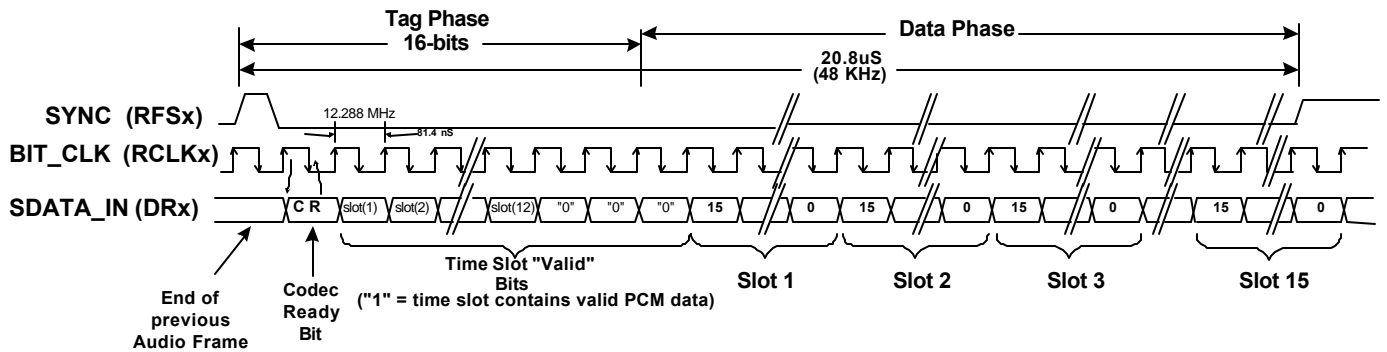 Tag Phase
16-bits
Data Phase
20.8uS
(48 KHz)
SYNC (RFSx)
12.288 MHz
81.4 nS
BIT_CLK (RCLKx)
SDATA_IN (DRx)
C R slot(1) slot(2) slot(12) "0" "0" "0" 15 0 15 0 15 0 15 0
Time Slot "Valid"
Bits
("1" = time slot contains valid PCM data)
Slot 1
Slot 2
Slot 3
Slot 15
End of
previous
Audio Frame
Codec
Ready
Bit